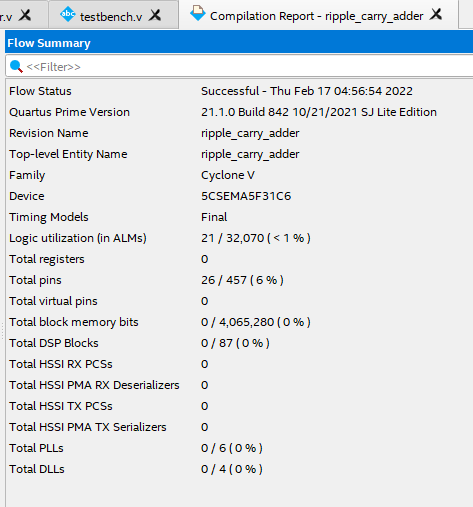 r.v testbench.v Compilation Report - ripple_carry_adder
Flow Summary
<<Filter>>
Flow Status Successful - Thu Feb 17 04:56:54 2022
Quartus Prime Version 21.1.0 Build 842 10/21/2021 SJ Lite Edition
Revision Name ripple_carry_adder
Top-level Entity Name ripple_carry_adder
Family Cyclone V
Device 5CSEMA5F31C6
Timing Models Final
Logic utilization (in ALMs) 21 / 32,070 ( < 1 % )
Total registers 0
Total pins 26 / 457 ( 6 % )
Total virtual pins 0
Total block memory bits 0 / 4,065,280 ( 0 % )
Total DSP Blocks 0 / 87 ( 0 % )
Total HSSI RX PCSs 0
Total HSSI PMA RX Deserializers 0
Total HSSI TX PCSs 0
Total HSSI PMA TX Serializers 0
Total PLLs 0 / 6 ( 0 % )
Total DLLs 0 / 4 ( 0 % )